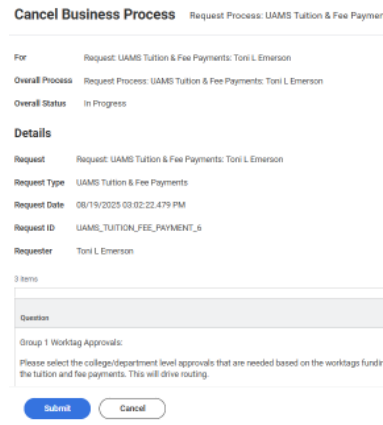 Cancel Business Process Request Process: UAMS Tuition & Fee Paymen
For Request: UAMS Tuition & Fee Payments: Toni L Emerson
Overall Process Request Process: UAMS Tuition & Fee Payments: Toni L Emerson
Overall Status In Progress
Details
Request Request: UAMS Tuition & Fee Payments: Toni L Emerson
Request Type UAMS Tuition & Fee Payments
Request Date 08/19/2025 03:02:22.479 PM
Request ID UAMS_TUITION_FEE_PAYMENT_6
Requester Toni L Emerson
3 items
Question
Group 1 Worktag Approvals:
Please select the college/department level approvals that are needed based on the worktags fundin
the tuition and fee payments. This will drive routing.
Submit Cancel